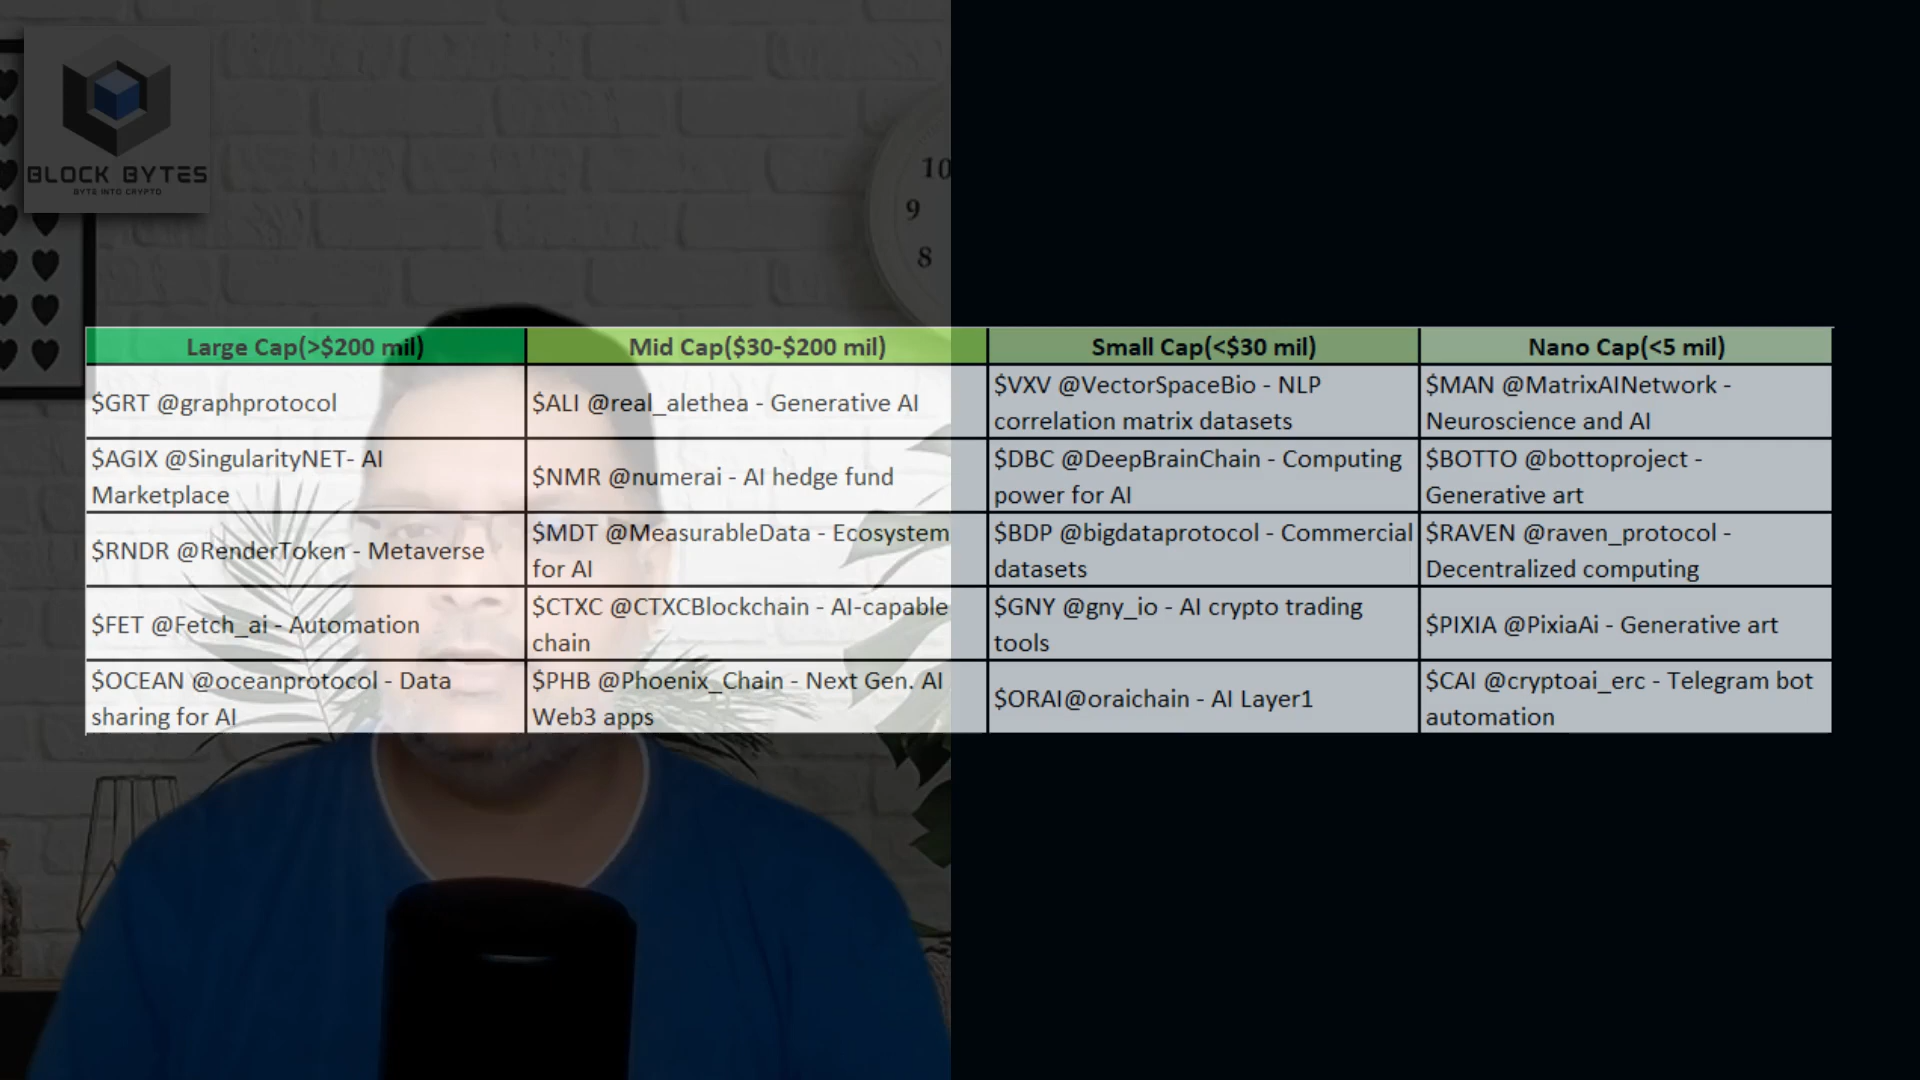 BLOCK BYTES
BYTE INTO CRYPTO
10
9
8
Large Cap(>$200 mil)
Mid Cap($30-$200 mil)
Small Cap(<$30 mil)
Nano Cap(<5 mil)
$GRT @graphprotocol
$ALI @real_alethea - Generative AI
$VXV @VectorSpaceBio - NLP
correlation matrix datasets
$MAN @MatrixAINetwork -
Neuroscience and AI
$AGIX @SingularityNET- AI
Marketplace
$NMR @numerai - AI hedge fund
$DBC @DeepBrainChain - Computing
power for AI
$BOTTO @bottoproject -
Generative art
$RNDR @RenderToken - Metaverse
$MDT @MeasurableData - Ecosystem
for AI
$BDP @bigdataprotocol - Commercial
datasets
$RAVEN @raven_protocol -
Decentralized computing
$FET @Fetch_ai - Automation
$CTXC @CTXCBlockchain - AI-capable
chain
$GNY @gny_io - AI crypto trading
tools
$PIXIA @PixiaAi - Generative art
$OCEAN @oceanprotocol - Data
sharing for AI
$PHB @Phoenix_Chain - Next Gen. AI
Web3 apps
$ORAI@oraichain - AI Layer1
$CAI @cryptoai_erc - Telegram bot
automation